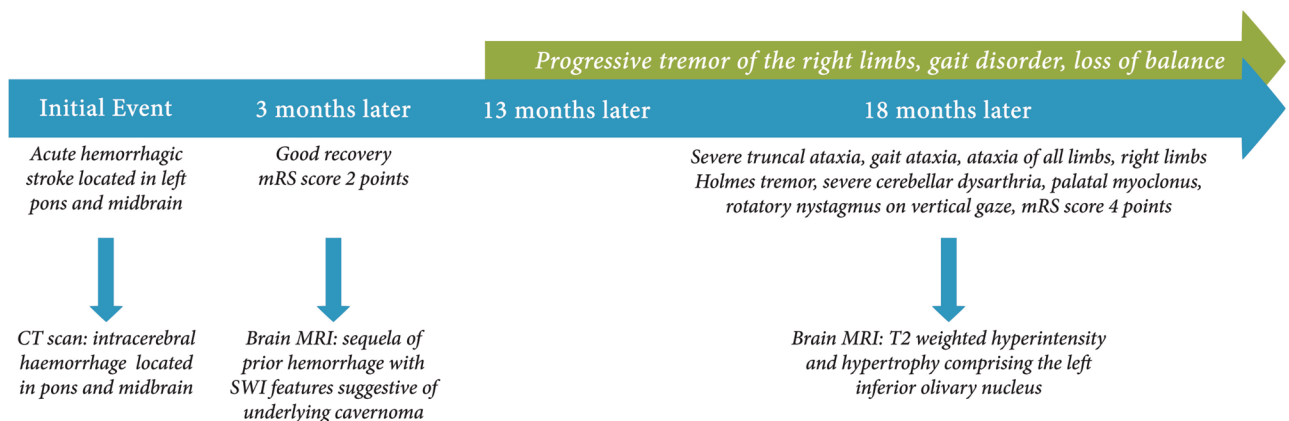 Progressive tremor of the right limbs, gait disorder, loss of balance
Initial Event
3 months later
13 months later
18 months later
Acute hemorrhagic
stroke located in left
pons and midbrain
Good recovery
mRS score 2 points
Severe truncal ataxia, gait ataxia, ataxia of all limbs, right limbs
Holmes tremor, severe cerebellar dysarthria, palatal myoclonus,
rotatory nystagmus on vertical gaze, mRS score 4 points
CT scan: intracerebral
haemorrhage located
in pons and midbrain
Brain MRI: sequela of
prior hemorrhage with
SWI features suggestive of
underlying cavernoma
Brain MRI: T2 weighted hyperintensity
and hypertrophy comprising the left
inferior olivary nucleus